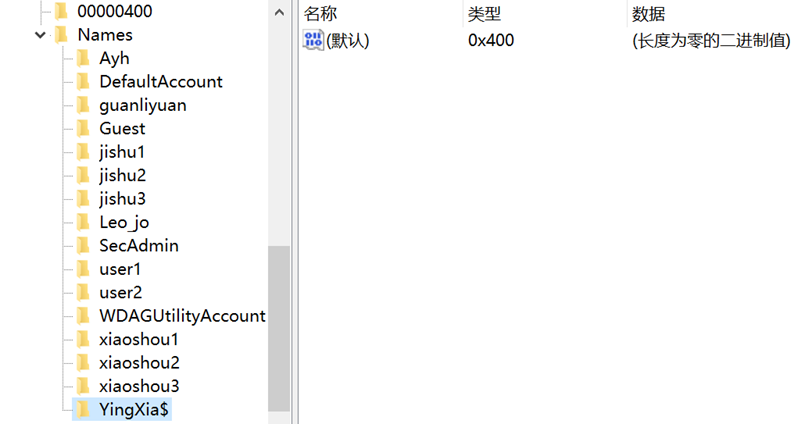 00000400
Names
Ayh
DefaultAccount
guanliyuan
Guest
jishu1
jishu2
jishu3
Leo_jo
SecAdmin
user1
user2
WDAGUtilityAccount
xiaoshou1
xiaoshou2
xiaoshou3
YingXia$
名称 类型 数据
(默认) 0x400 (长度为零的二进制值)